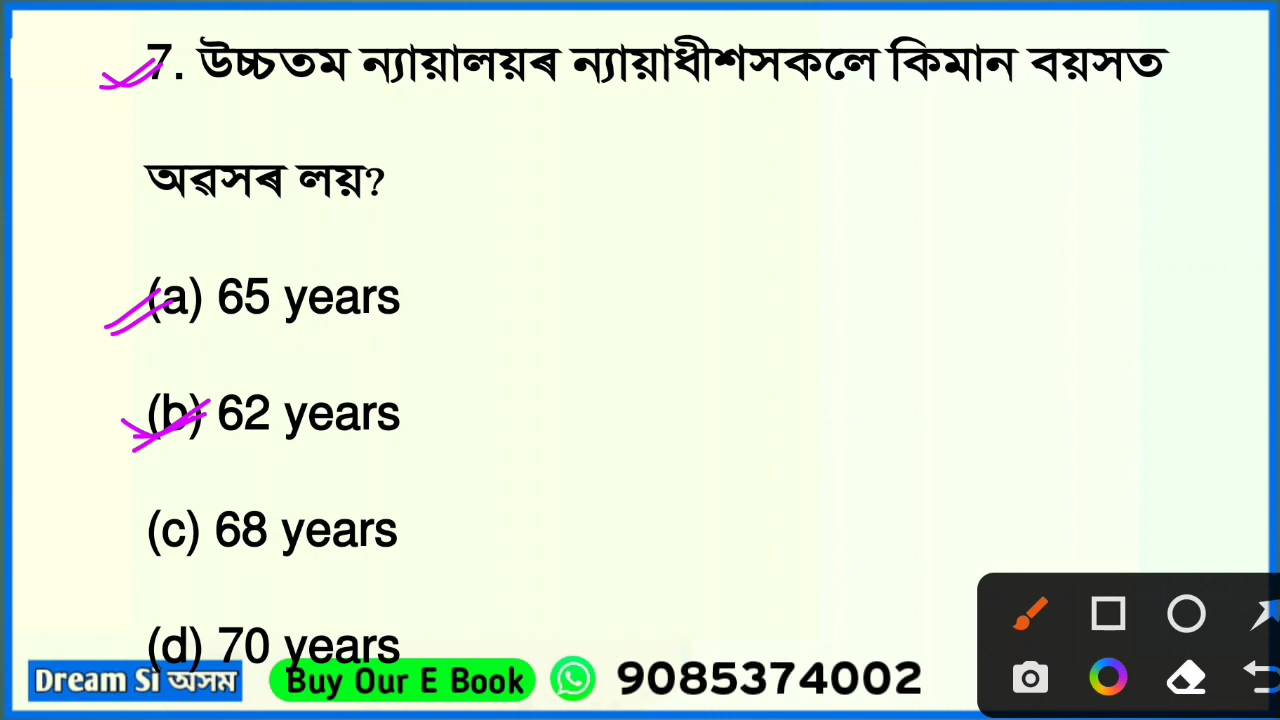 7. উচ্চতম ন্যায়ালয়ৰ ন্যায়াধীশসকলে কিমান বয়সত
অৱসৰ লয়?
(a) 65 years
(b) 62 years
(c) 68 years
(d) 70 years
Dream Si অসম Buy Our E Book 9085374002